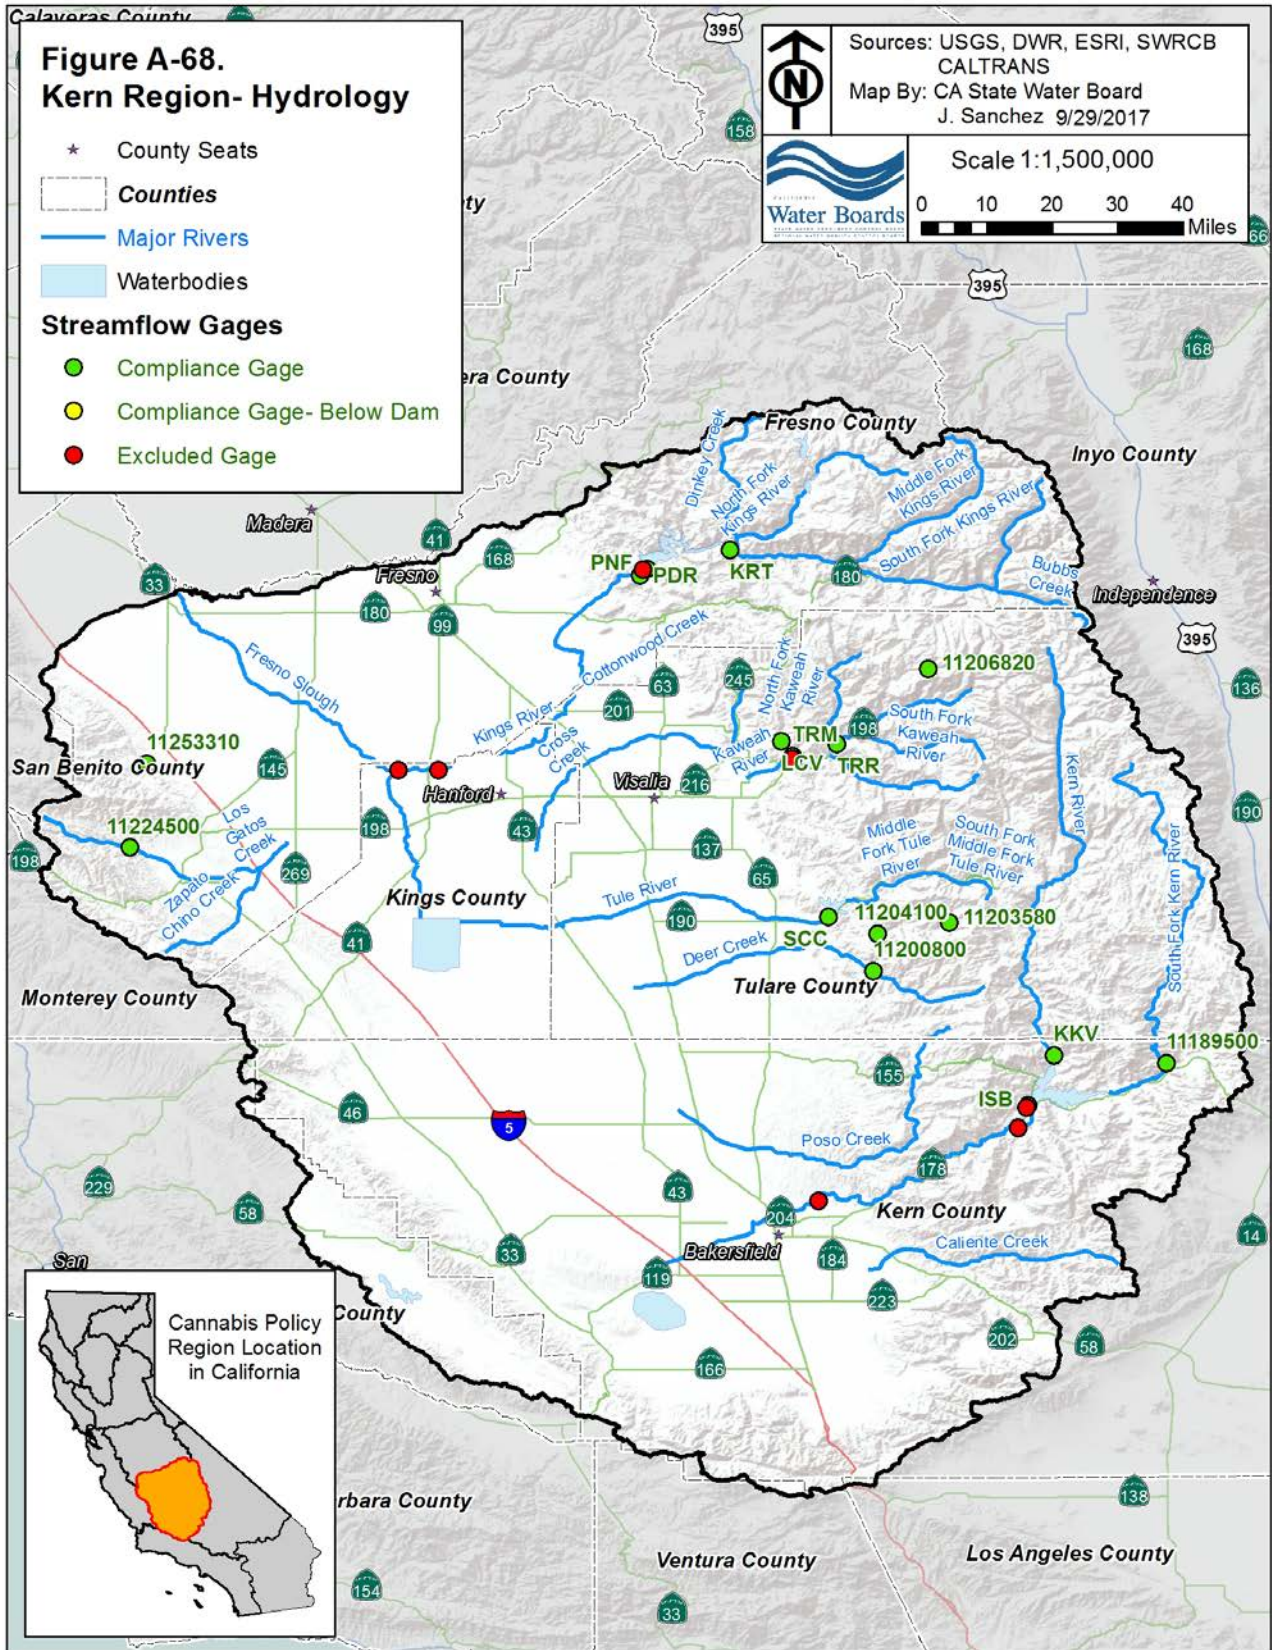 Calaveras County
Figure A-68.
Kern Region- Hydrology
County Seats
Counties
Major Rivers
Waterbodies
Streamflow Gages
Compliance Gage
Compliance Gage- Below Dam
Excluded Gage
395
158
N
Sources: USGS, DWR, ESRI, SWRCB
CALTRANS
Map By: CA State Water Board
J. Sanchez 9/29/2017
CALIFORNIA
Water Boards
Scale 1:1,500,000
0 10 20 30 40
Miles
ty
66
395
168
era County
Fresno County
Inyo County
Dinkey Creek
North Fork
Kings River
Middle Fork
Kings River
South Fork Kings River
Bubbs
Creek
Madera
41
168
33
Fresno
180
99
PNF
PDR
KRT
180
Independence
395
136
Fresno Slough
Cottonwood Creek
63
245
201
Kings River
Cross
Creek
North Fork
Kaweah
River
11206820
198
South Fork
Kaweah
River
TRM
Kaweah
River
LCV
TRR
11253310
San Benito County
145
Hanford
Visalia
216
Kern River
190
11224500
Los
Gatos
Creek
198
198
43
137
269
Zapato
Chino Creek
65
Middle
Fork Tule
River
South Fork
Middle Fork
Tule River
South Fork Kern River
Kings County
Tule River
190
11204100
11203580
SCC
11200800
41
Deer Creek
Tulare County
Monterey County
KKV
11189500
155
ISB
46
5
Poso Creek
178
229
58
43
204
Kern County
14
33
Bakersfield
184
Caliente Creek
119
223
202
58
San
County
166
Cannabis Policy
Region Location
in California
rbara County
138
Ventura County
Los Angeles County
154
33